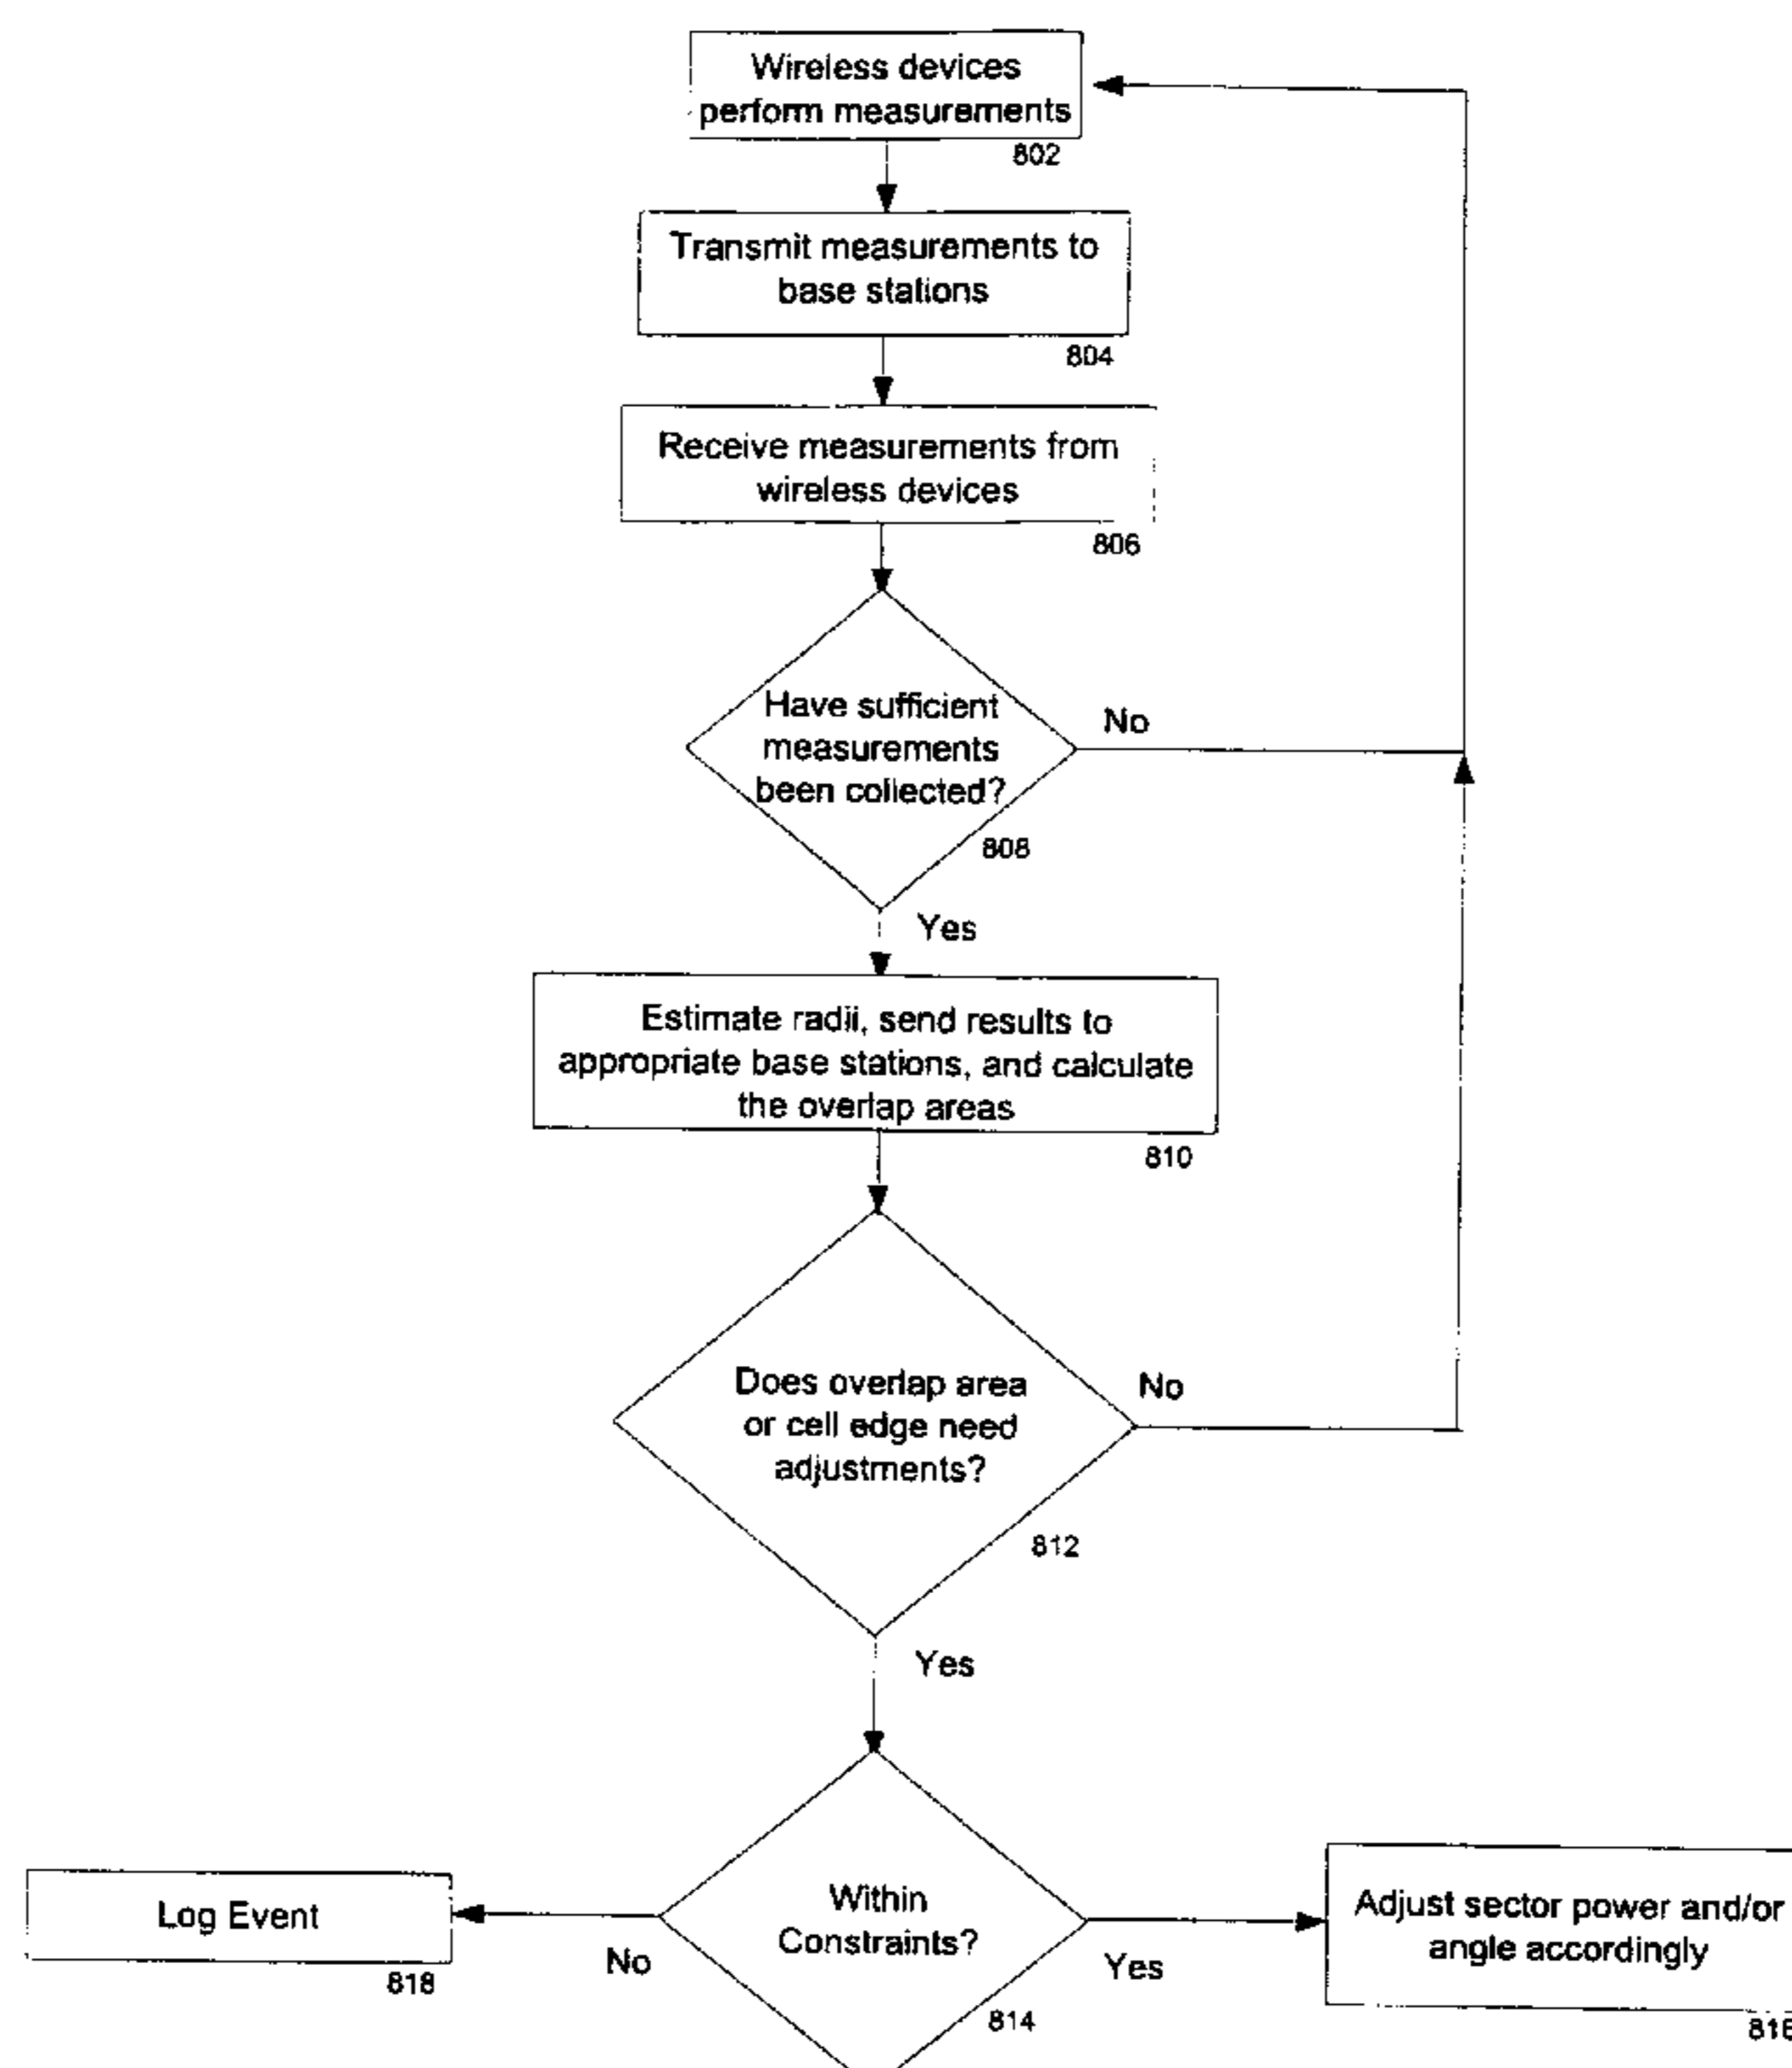 Wireless devices
perform measurements
802
Transmit measurements to
base stations
804
Receive measurements from
wireless devices
806
Have sufficient
measurements
been collected?
No
808
Yes
Estimate radii, send results to
appropriate base stations, and calculate
the overlap areas
810
Does overlap area
or cell edge need
adjustments?
No
812
Yes
Within
Constraints?
No
Yes
814
Log Event
818
Adjust sector power and/or
angle accordingly